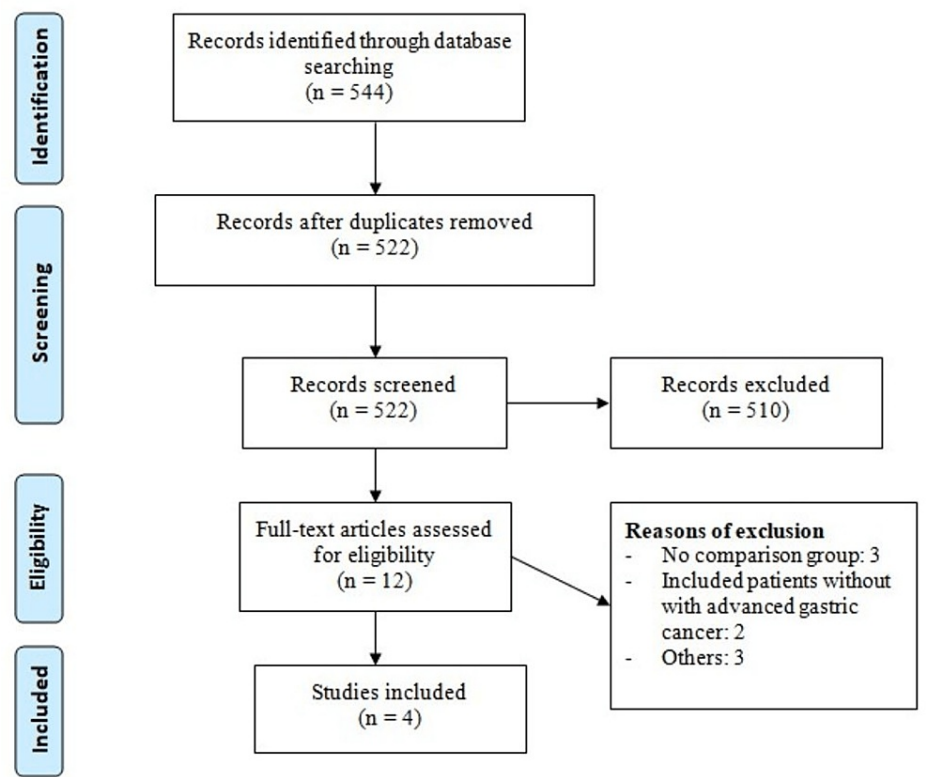 Identification
Records identified through database
searching
(n = 544)
Screening
Records after duplicates removed
(n = 522)
Records screened
(n = 522)
Records excluded
(n = 510)
Eligibility
Full-text articles assessed
for eligibility
(n = 12)
Reasons of exclusion
- No comparison group: 3
- Included patients without
with advanced gastric
cancer: 2
- Others: 3
Included
Studies included
(n = 4)